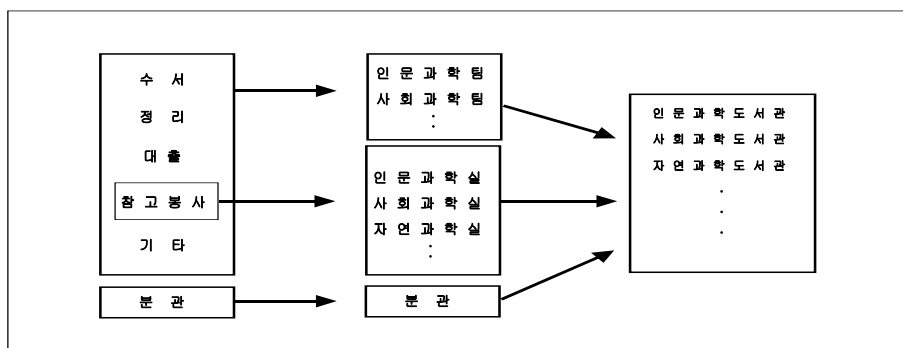 수 서
정 리
대 출
참 고 봉 사
기 타
분 관
인 문 과 학 팀
사 회 과 학 팀
:
인 문 과 학 실
사 회 과 학 실
자 연 과 학 실
:
분 관
인 문 과 학 도 서 관
사 회 과 학 도 서 관
자 연 과 학 도 서 관
.
.
.